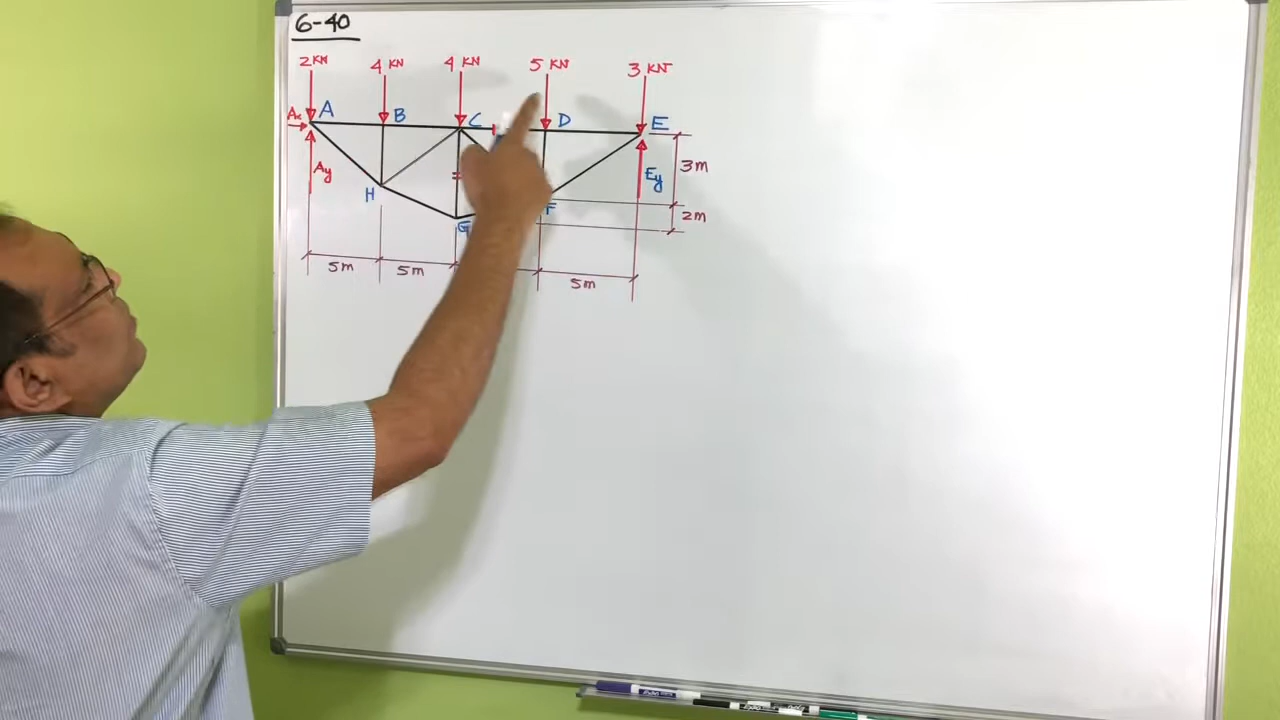 6-40
2KN 4 KN 4 KN 5 KN 3 KN
Ax A B C D E
Ay Ey 3m
H F 2m
G
5m 5m 5m